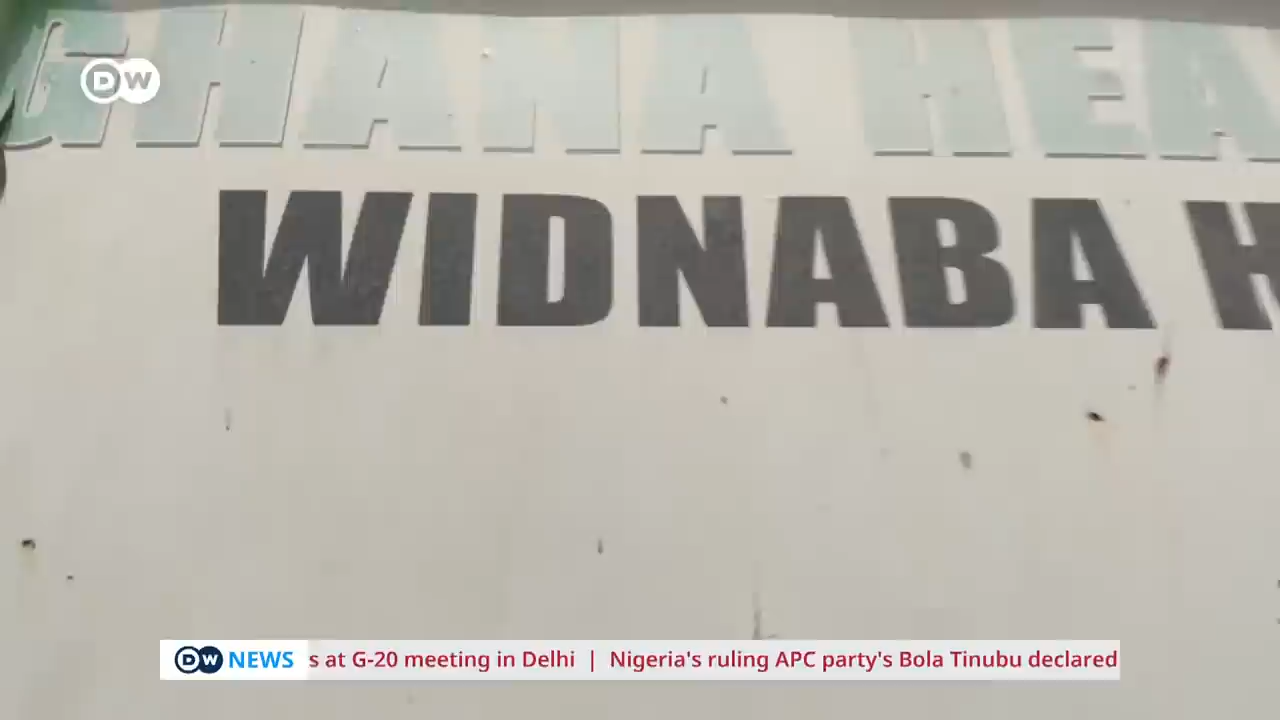 GHANA HEA
DW
WIDNABA H
DW NEWS s at G-20 meeting in Delhi | Nigeria's ruling APC party's Bola Tinubu declared